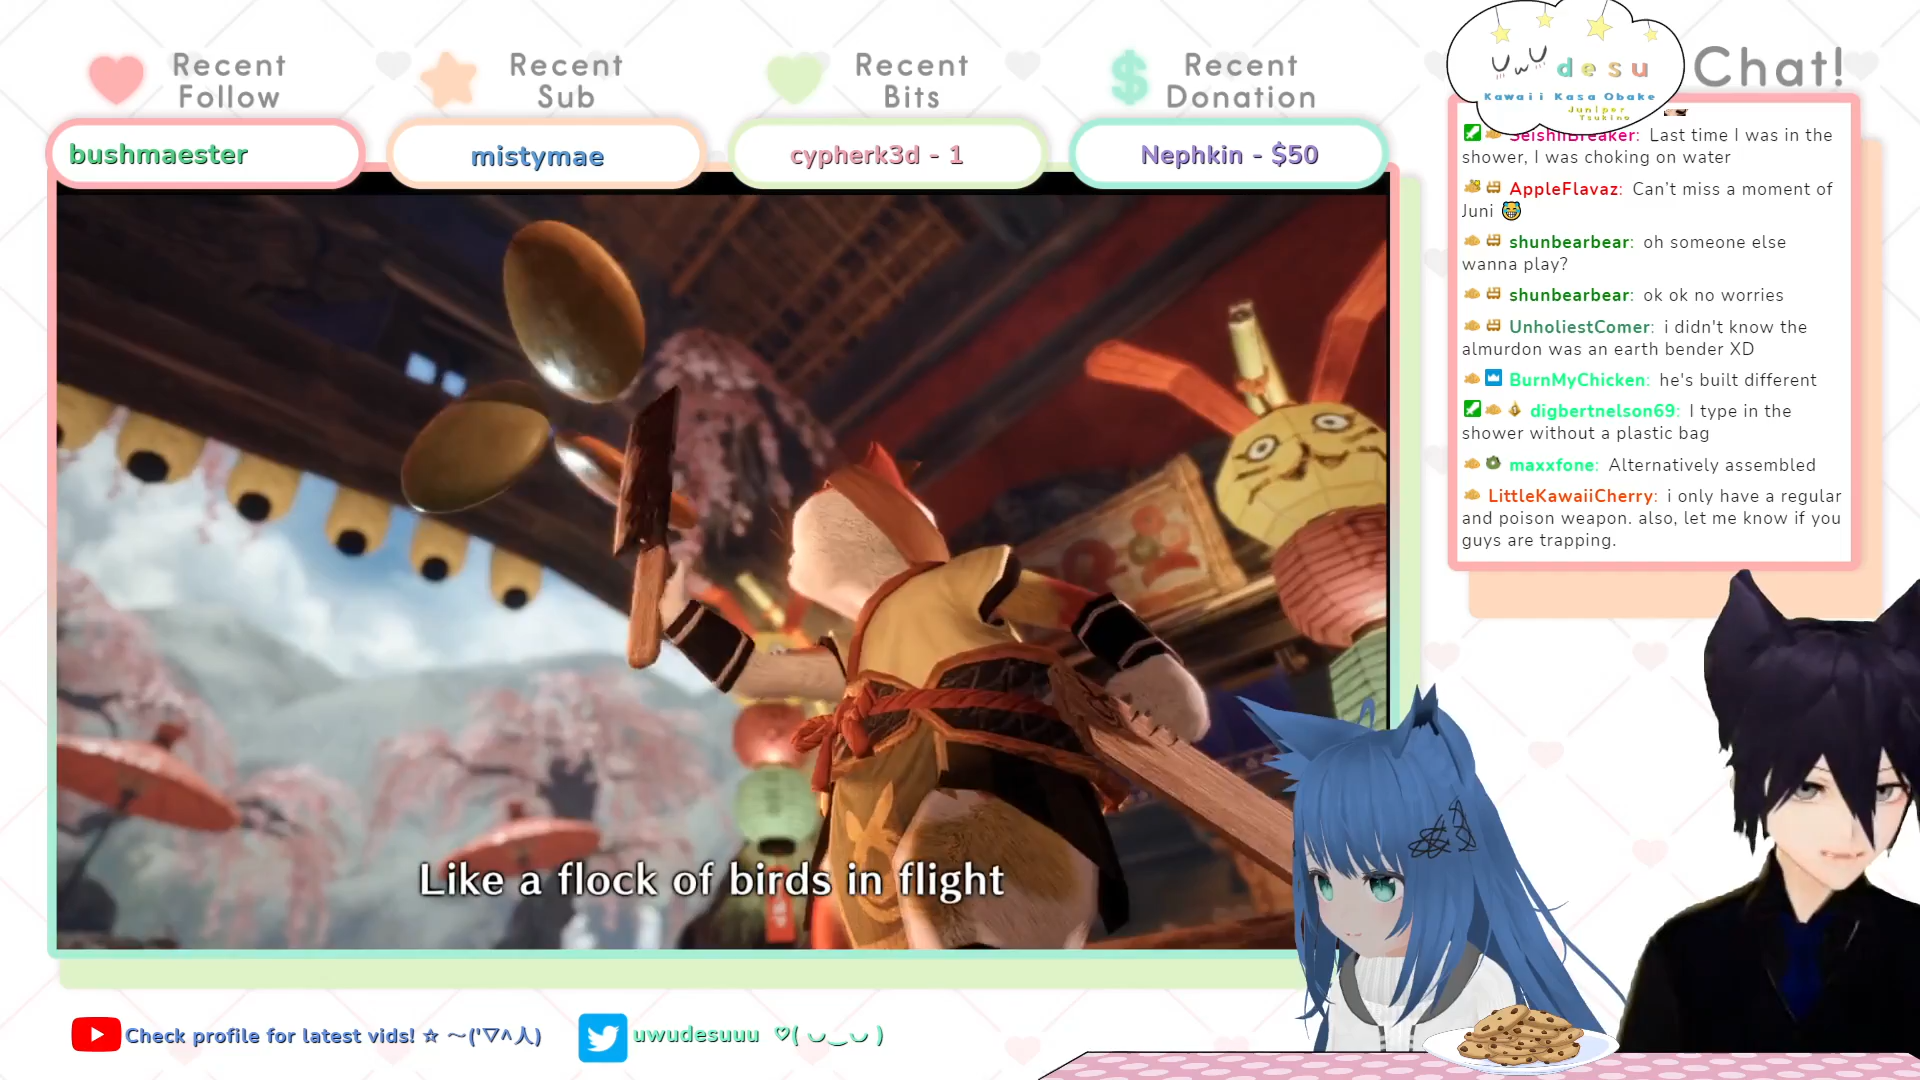 Recent
Follow
Recent
Sub
Recent
Bits
Recent
Donation
bushmaester
mistymae
cypherk3d - 1
Nephkin - $50
UwU desu
Kawaii Kasa Obake
Juniper
Tsukino
Chat!
SeishiiBreaker: Last time I was in the
shower, I was choking on water
AppleFlavaz: Can't miss a moment of
Juni
shunbearbear: oh someone else
wanna play?
shunbearbear: ok ok no worries
UnholiestComer: i didn't know the
almurdon was an earth bender XD
BurnMyChicken: he's built different
digbertnelson69: I type in the
shower without a plastic bag
maxxfone: Alternatively assembled
LittleKawaiiCherry: i only have a regular
and poison weapon. also, let me know if you
guys are trapping.
Like a flock of birds in flight
Check profile for latest vids! ☆ ～('▽^人)
uwudesuuu ♡( ◡‿◡ )